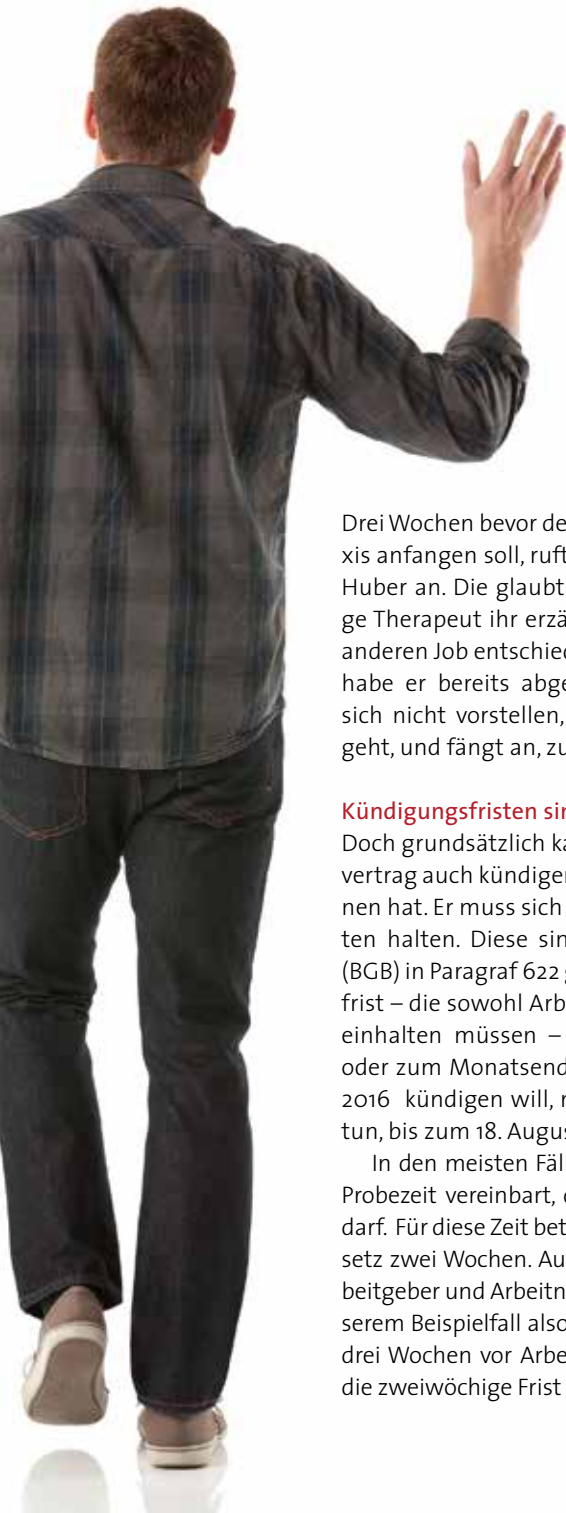 Drei Wochen bevor de
xis anfangen soll, ruft
Huber an. Die glaubt
ge Therapeut ihr erzä
anderen Job entschied
habe er bereits abge
sich nicht vorstellen,
geht, und fängt an, zu
Kündigungsfristen sin
Doch grundsätzlich ka
vertrag auch kündigen
nen hat. Er muss sich
ten halten. Diese sin
(BGB) in Paragraf 622 g
frist – die sowohl Arb
einhalten müssen –
oder zum Monatsend
2016 kündigen will, n
tun, bis zum 18. Augus
In den meisten Fäl
Probezeit vereinbart, d
darf. Für diese Zeit bet
setz zwei Wochen. Au
beitgeber und Arbeitn
serem Beispielfall also
drei Wochen vor Arbe
die zweiwöchige Frist